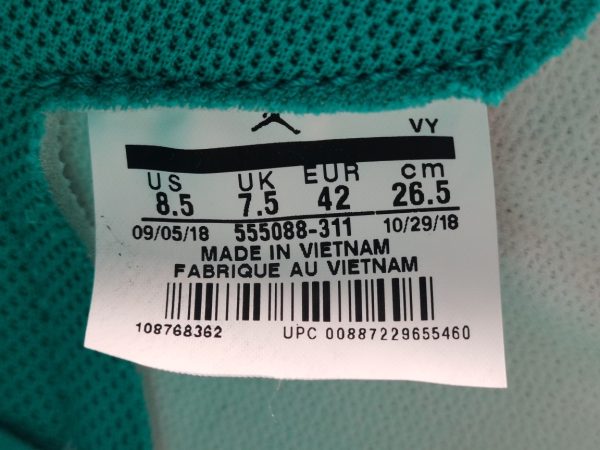 VY
US UK EUR cm
8.5 7.5 42 26.5
09/05/18 555088-311 10/29/18
MADE IN VIETNAM
FABRIQUE AU VIETNAM
108768362 UPC 00887229655460